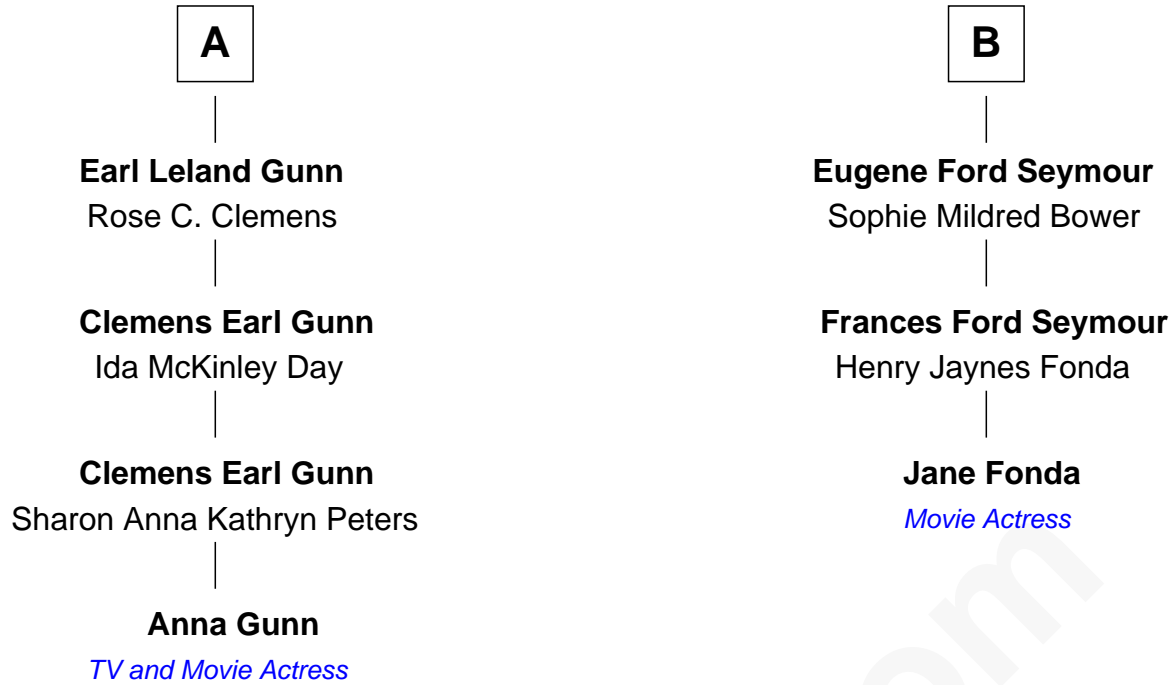 A
Earl Leland Gunn
Rose C. Clemens
Clemens Earl Gunn
Ida McKinley Day
Clemens Earl Gunn
Sharon Anna Kathryn Peters
Anna Gunn
TV and Movie Actress
B
Eugene Ford Seymour
Sophie Mildred Bower
Frances Ford Seymour
Henry Jaynes Fonda
Jane Fonda
Movie Actress
om